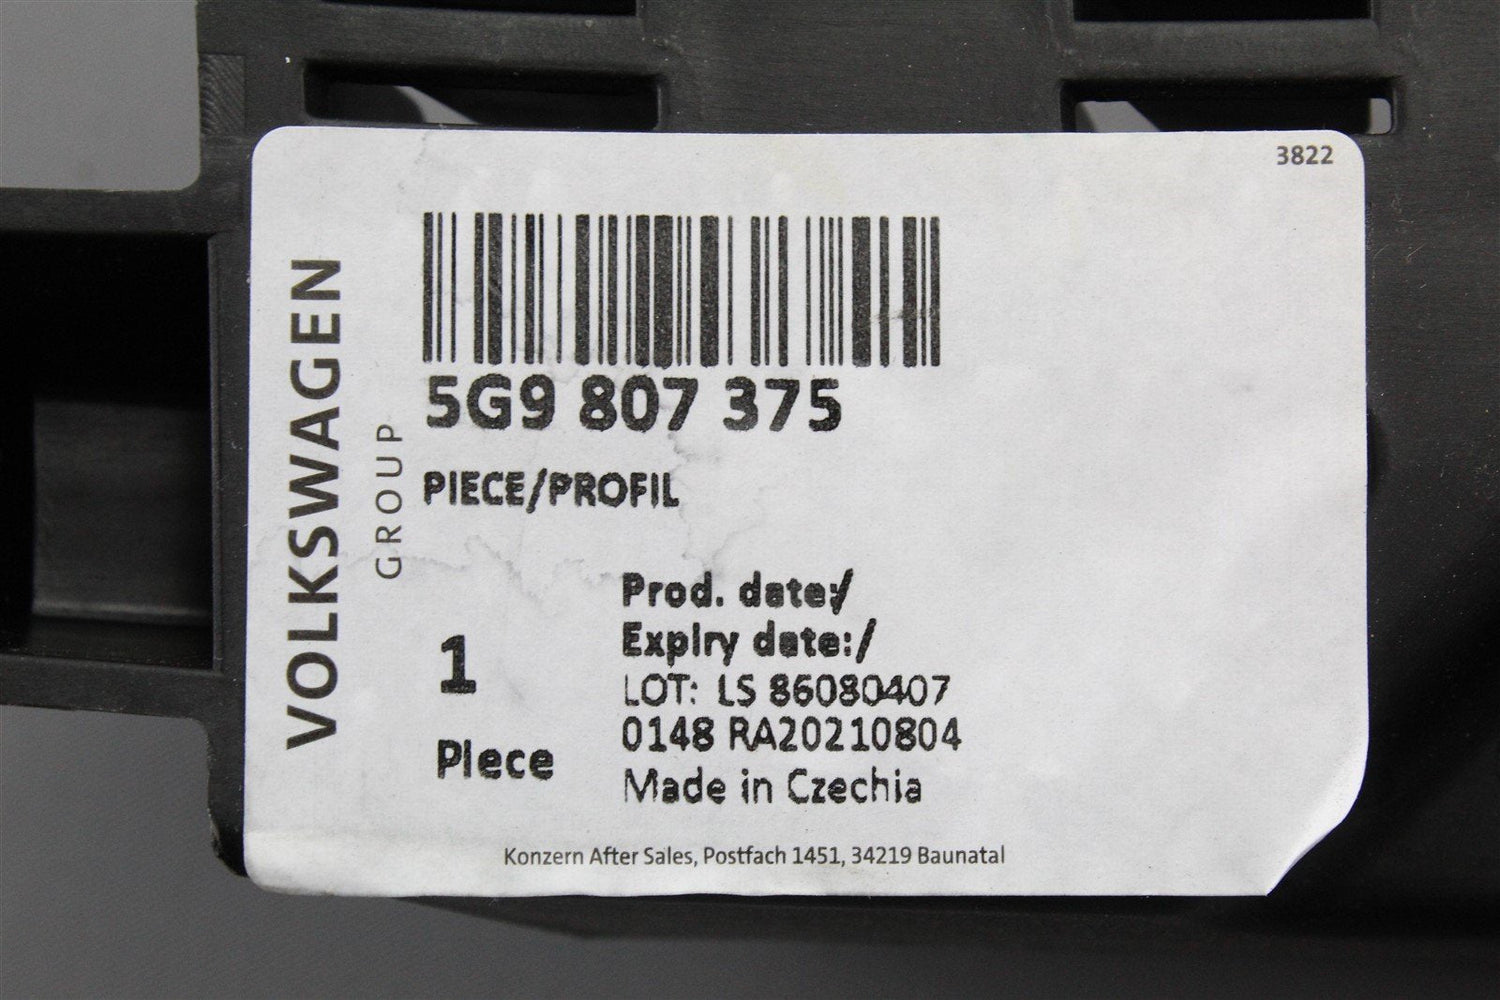 3822
VOLKSWAGEN
GROUP
5G9 807 375
PIECE/PROFIL
Prod. date:/
Expiry date:/
LOT: LS 86080407
0148 RA20210804
Made in Czechia
1
Piece
Konzern After Sales, Postfach 1451, 34219 Baunatal